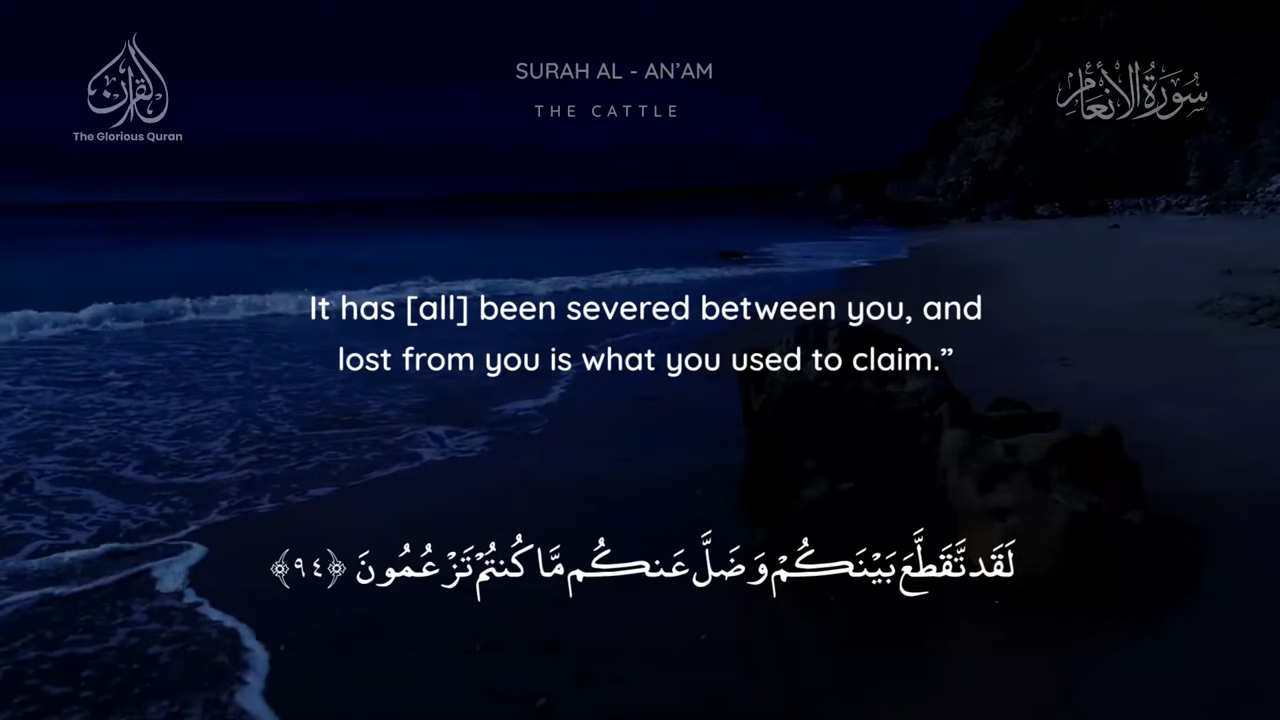 القرآن
The Glorious Quran
SURAH AL - AN’AM
THE CATTLE
سُورَةُ الأَنْعَام
It has [all] been severed between you, and
lost from you is what you used to claim.”
لَقَد تَّقَطَّعَ بَيْنَكُمْ وَضَلَّ عَنكُم مَّا كُنتُمْ تَزْعُمُونَ ﴿٩٤﴾